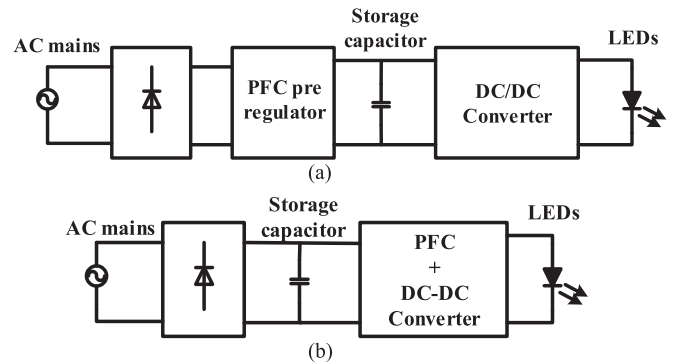 Storage
capacitor
AC mains
LEDs
PFC pre
regulator
DC/DC
Converter
(a)
Storage
capacitor
AC mains
LEDs
PFC
+
DC-DC
Converter
(b)